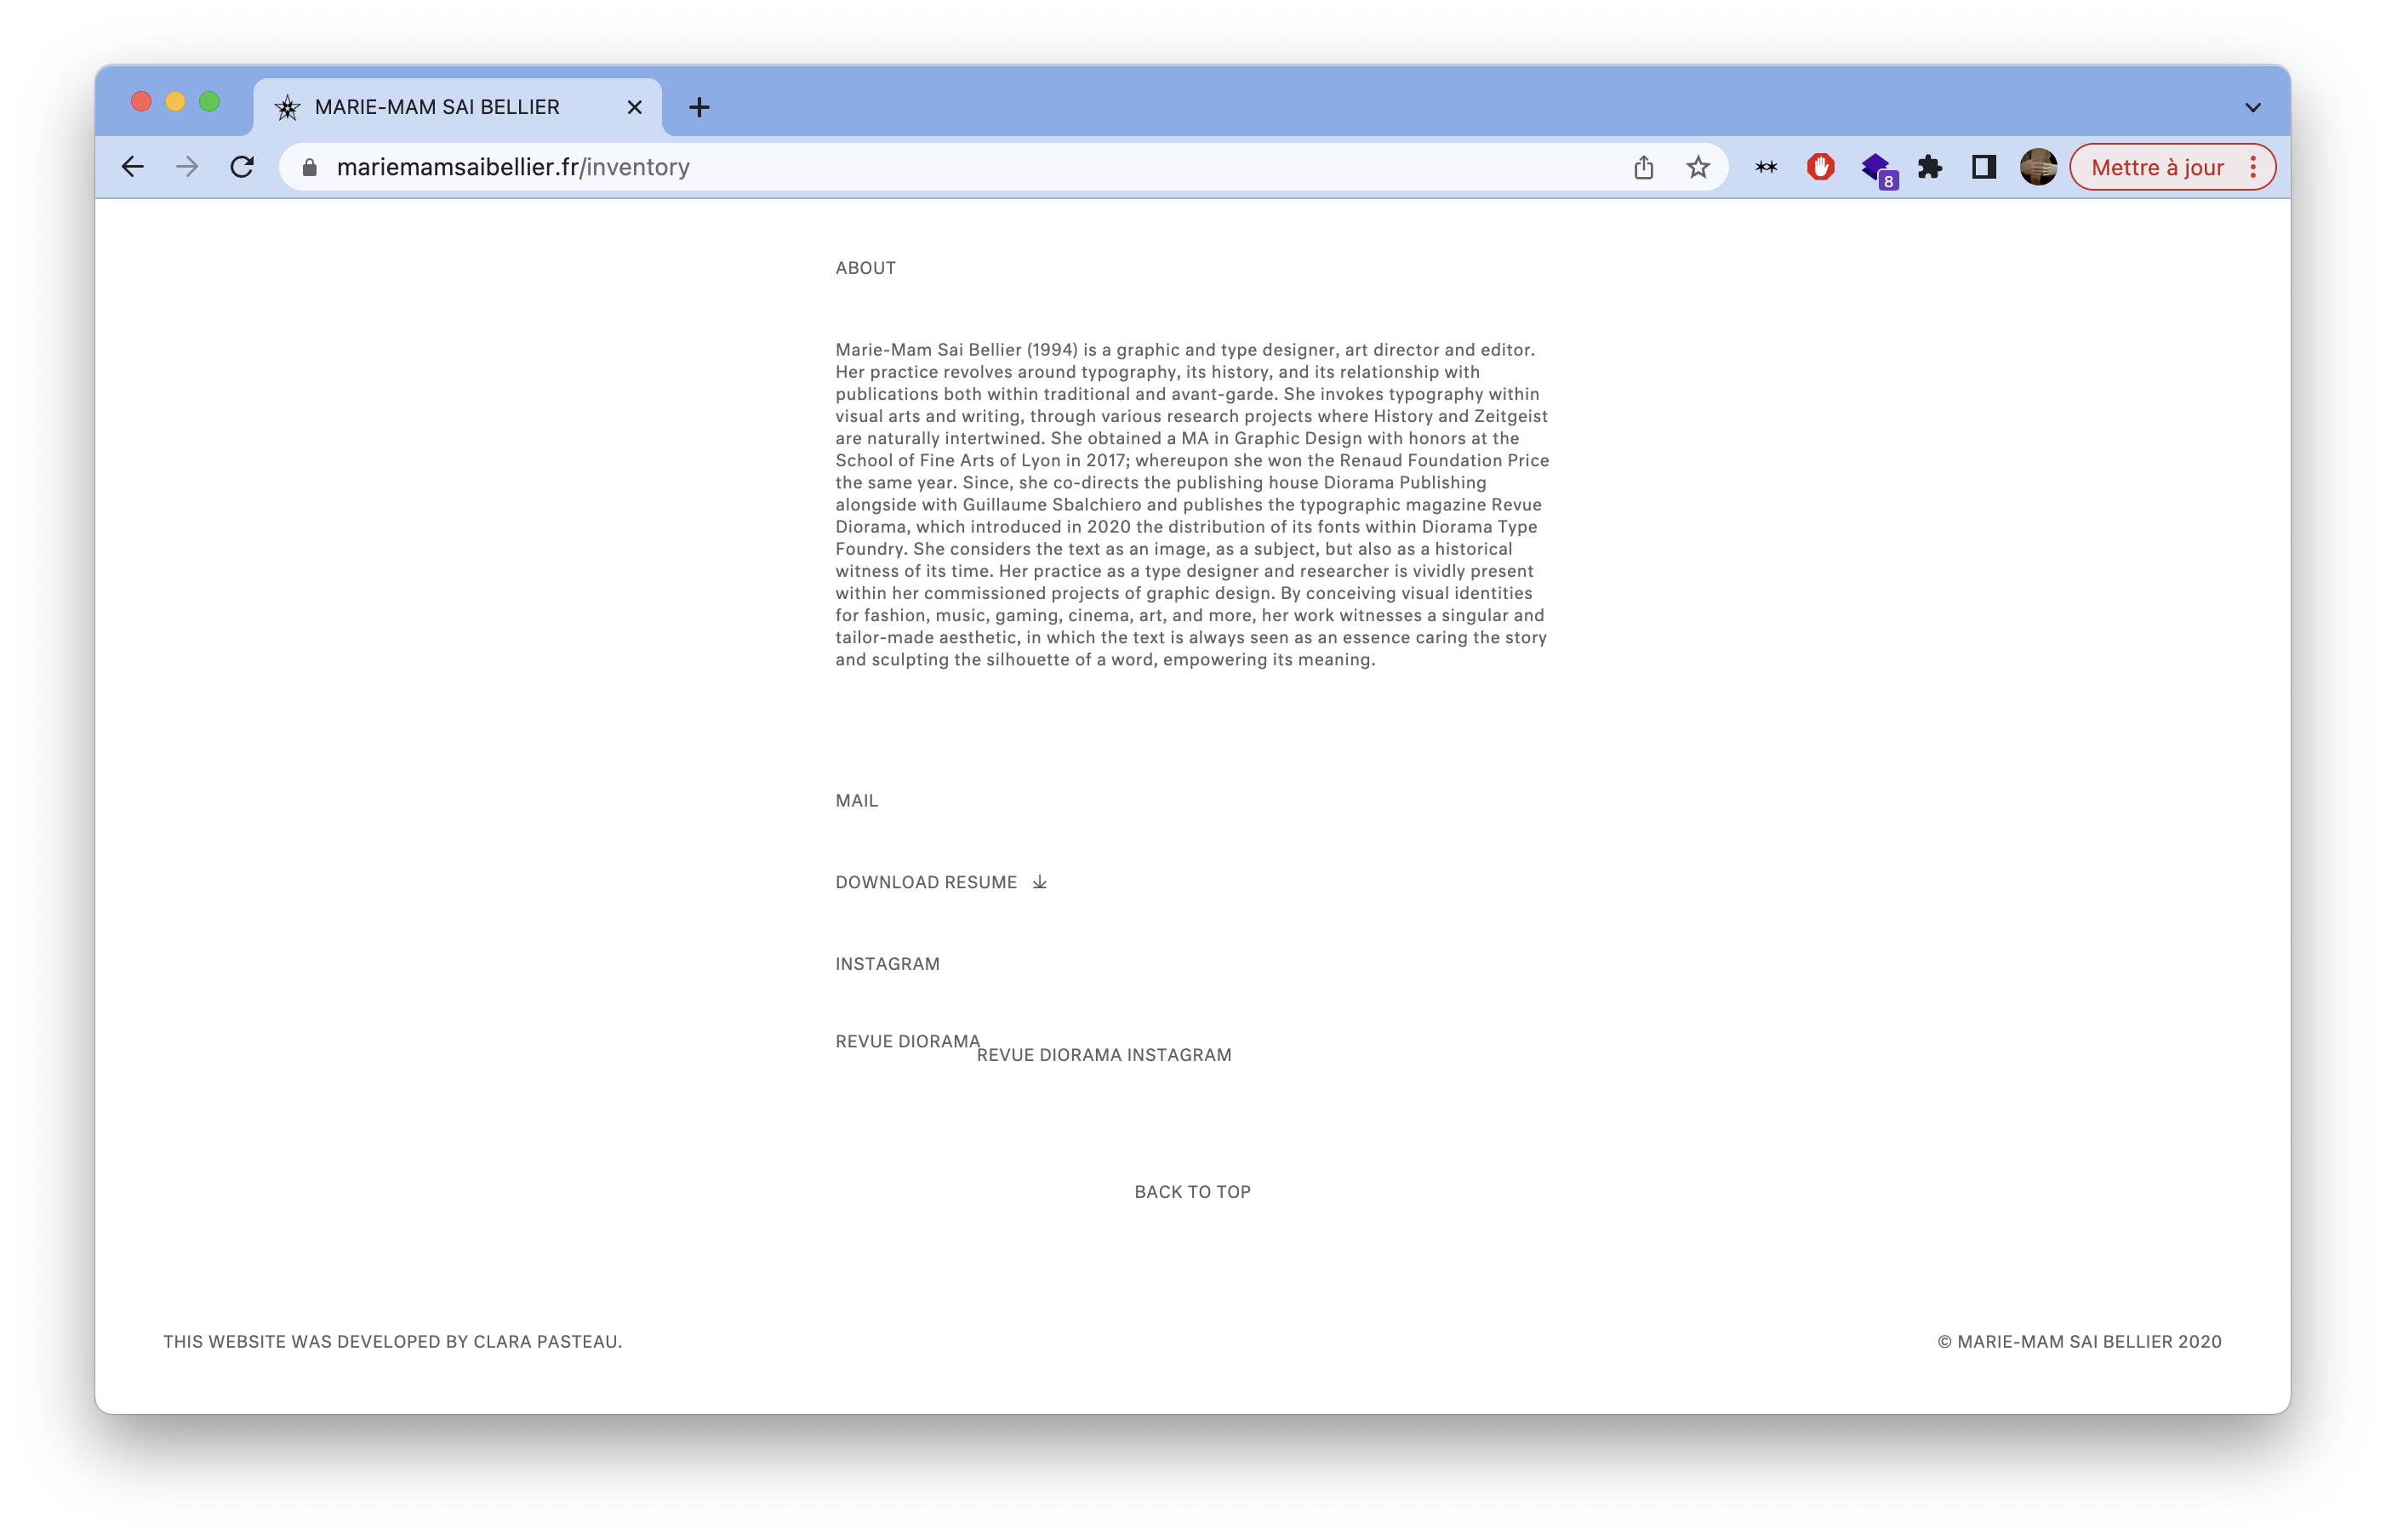 MARIE-MAM SAI BELLIER
mariemamsaibellier.fr/inventory
8
Mettre à jour
ABOUT
Marie-Mam Sai Bellier (1994) is a graphic and type designer, art director and editor.
Her practice revolves around typography, its history, and its relationship with
publications both within traditional and avant-garde. She invokes typography within
visual arts and writing, through various research projects where History and Zeitgeist
are naturally intertwined. She obtained a MA in Graphic Design with honors at the
School of Fine Arts of Lyon in 2017; whereupon she won the Renaud Foundation Price
the same year. Since, she co-directs the publishing house Diorama Publishing
alongside with Guillaume Sbalchiero and publishes the typographic magazine Revue
Diorama, which introduced in 2020 the distribution of its fonts within Diorama Type
Foundry. She considers the text as an image, as a subject, but also as a historical
witness of its time. Her practice as a type designer and researcher is vividly present
within her commissioned projects of graphic design. By conceiving visual identities
for fashion, music, gaming, cinema, art, and more, her work witnesses a singular and
tailor-made aesthetic, in which the text is always seen as an essence caring the story
and sculpting the silhouette of a word, empowering its meaning.
MAIL
DOWNLOAD RESUME ↓
INSTAGRAM
REVUE DIORAMA
REVUE DIORAMA INSTAGRAM
BACK TO TOP
THIS WEBSITE WAS DEVELOPED BY CLARA PASTEAU.
© MARIE-MAM SAI BELLIER 2020